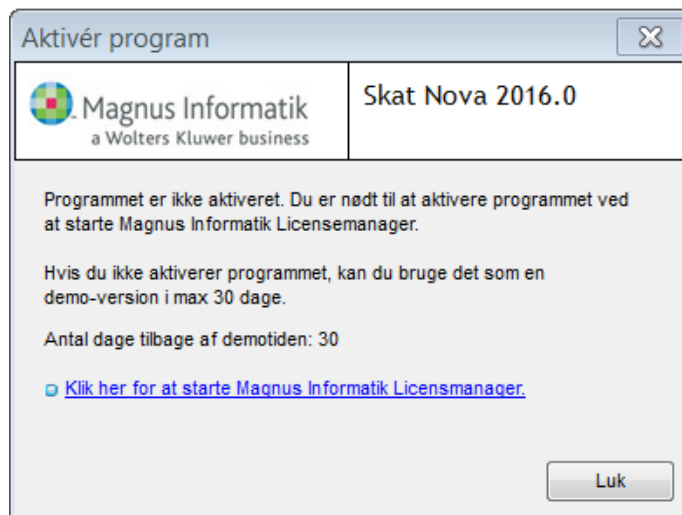 Aktivér program
Magnus Informatik
a Wolters Kluwer business
Skat Nova 2016.0
Programmet er ikke aktiveret. Du er nødt til at aktivere programmet ved
at starte Magnus Informatik Licensemanager.
Hvis du ikke aktiverer programmet, kan du bruge det som en
demo-version i max 30 dage.
Antal dage tilbage af demotiden: 30
Klik her for at starte Magnus Informatik Licensmanager.
Luk